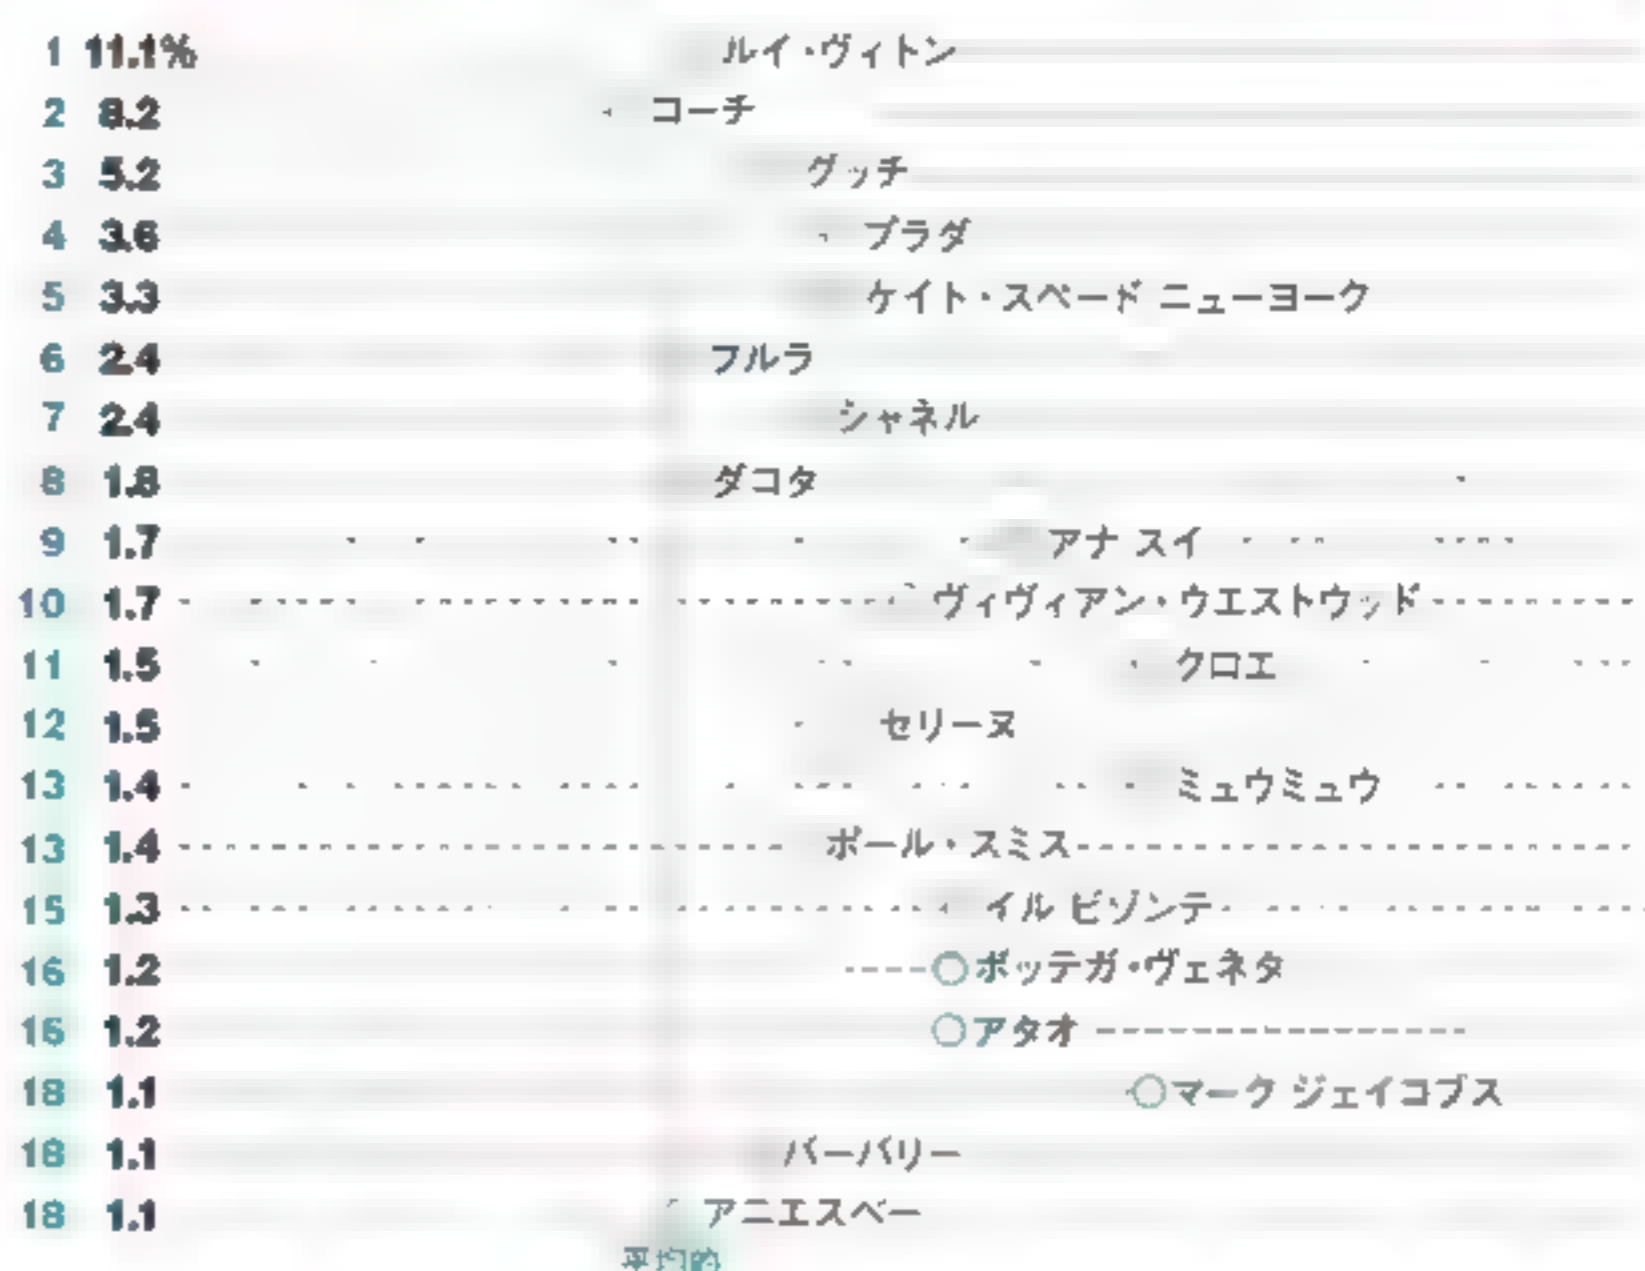 1 11.1% ルイ・ヴィトン
2 8.2 コーチ
3 5.2 グッチ
4 3.6 プラダ
5 3.3 ケイト・スペード ニューヨーク
6 2.4 フルラ
7 2.4 シャネル
8 1.8 ダコタ
9 1.7 アナ スイ
10 1.7 ヴィヴィアン・ウエストウッド
11 1.5 クロエ
12 1.5 セリーヌ
13 1.4 ミュウミュウ
13 1.4 ポール・スミス
15 1.3 イル ビゾンテ
16 1.2 ボッテガ・ヴェネタ
16 1.2 アタオ
18 1.1 マーク ジェイコブス
18 1.1 バーバリー
18 1.1 アニエスベー
平均的